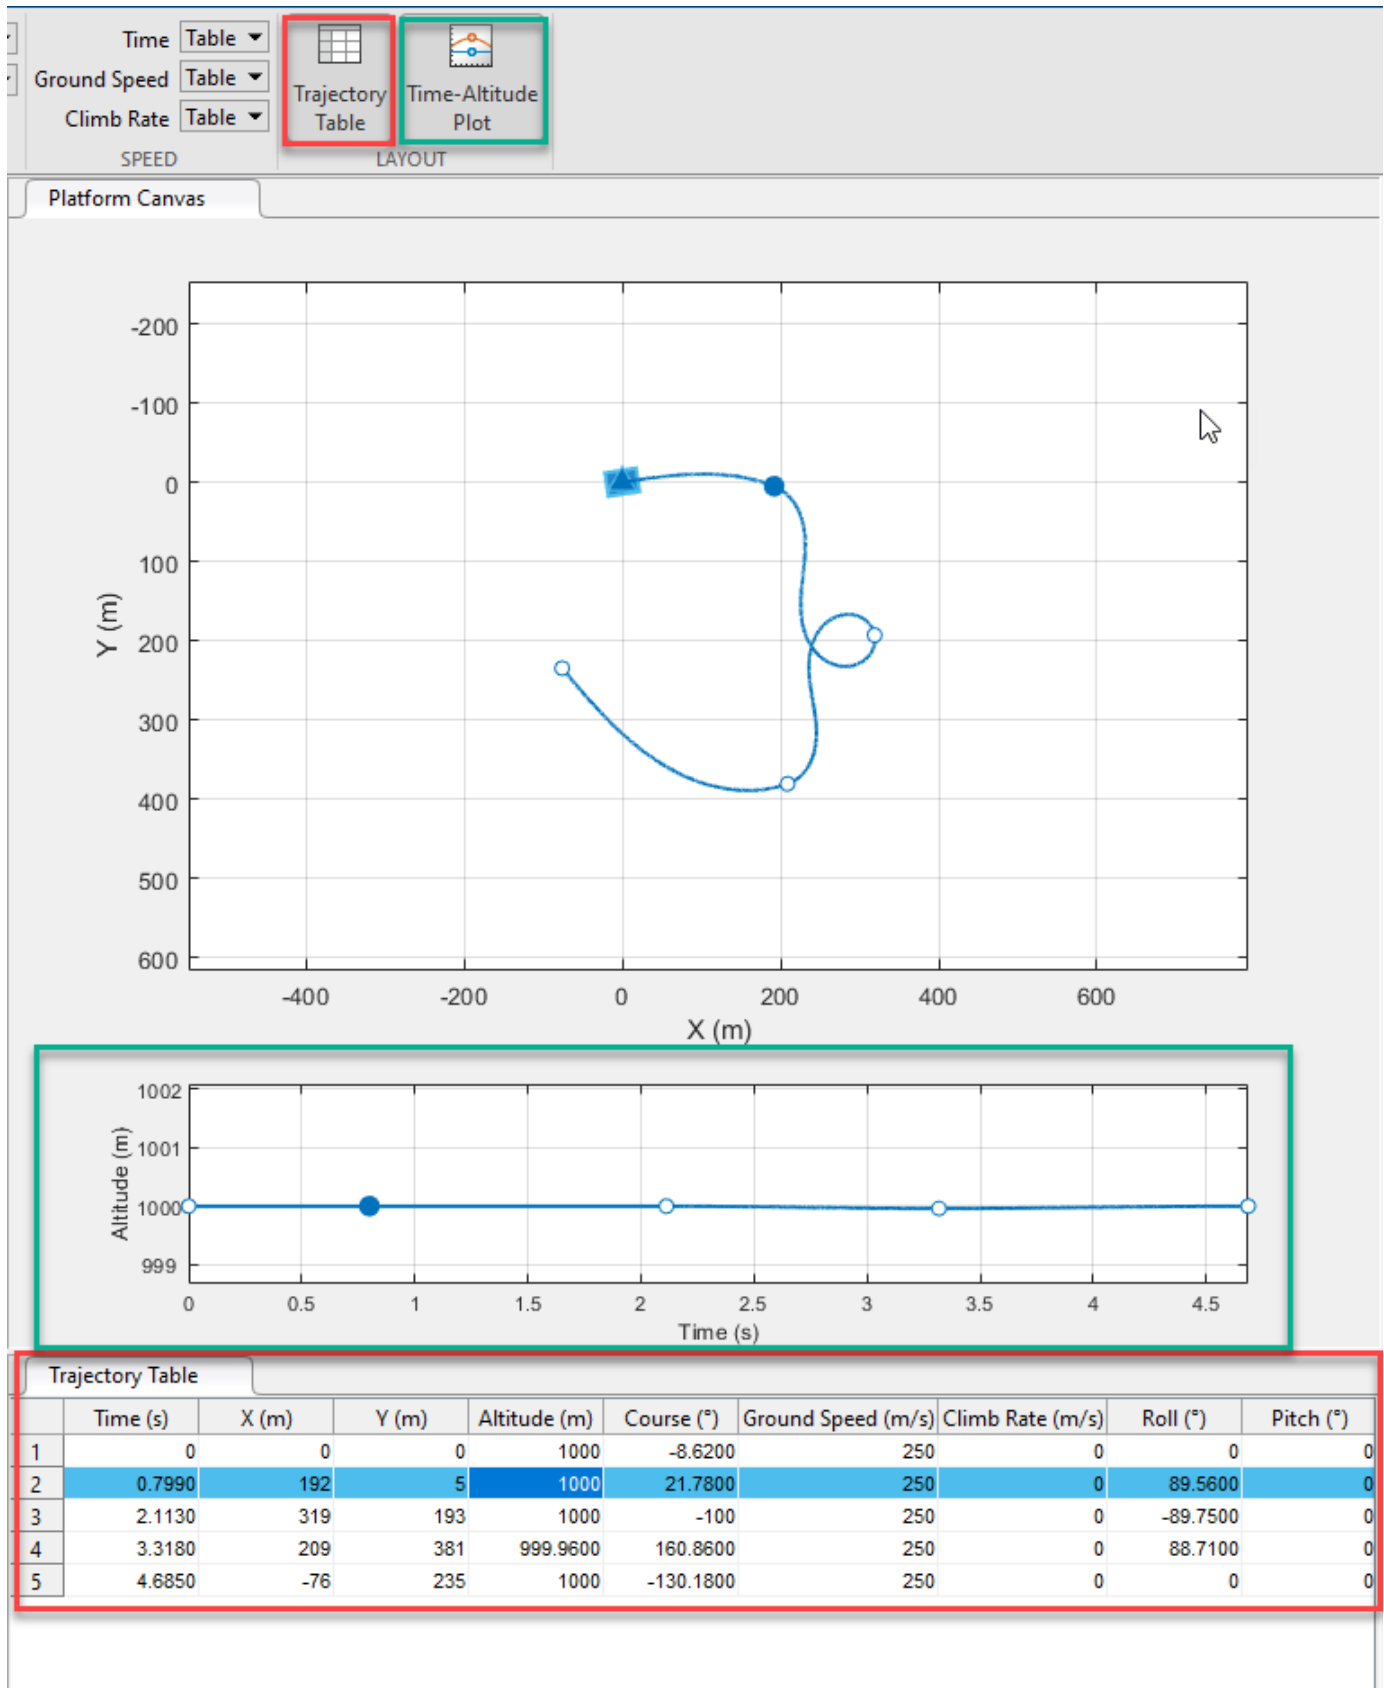 Time Table
Ground Speed Table
Climb Rate Table
SPEED
Trajectory Table
Time-Altitude Plot
LAYOUT
Platform Canvas
-200
-100
0
100
200
300
400
500
600
Y (m)
-400 -200 0 200 400 600
X (m)
1002
1001
1000
999
Altitude (m)
0 0.5 1 1.5 2 2.5 3 3.5 4 4.5
Time (s)
Trajectory Table
Time (s) X (m) Y (m) Altitude (m) Course (°) Ground Speed (m/s) Climb Rate (m/s) Roll (°) Pitch (°)
1 0 0 0 1000 -8.6200 250 0 0 0
2 0.7990 192 5 1000 21.7800 250 0 89.5600 0
3 2.1130 319 193 1000 -100 250 0 -89.7500 0
4 3.3180 209 381 999.9600 160.8600 250 0 88.7100 0
5 4.6850 -76 235 1000 -130.1800 250 0 0 0